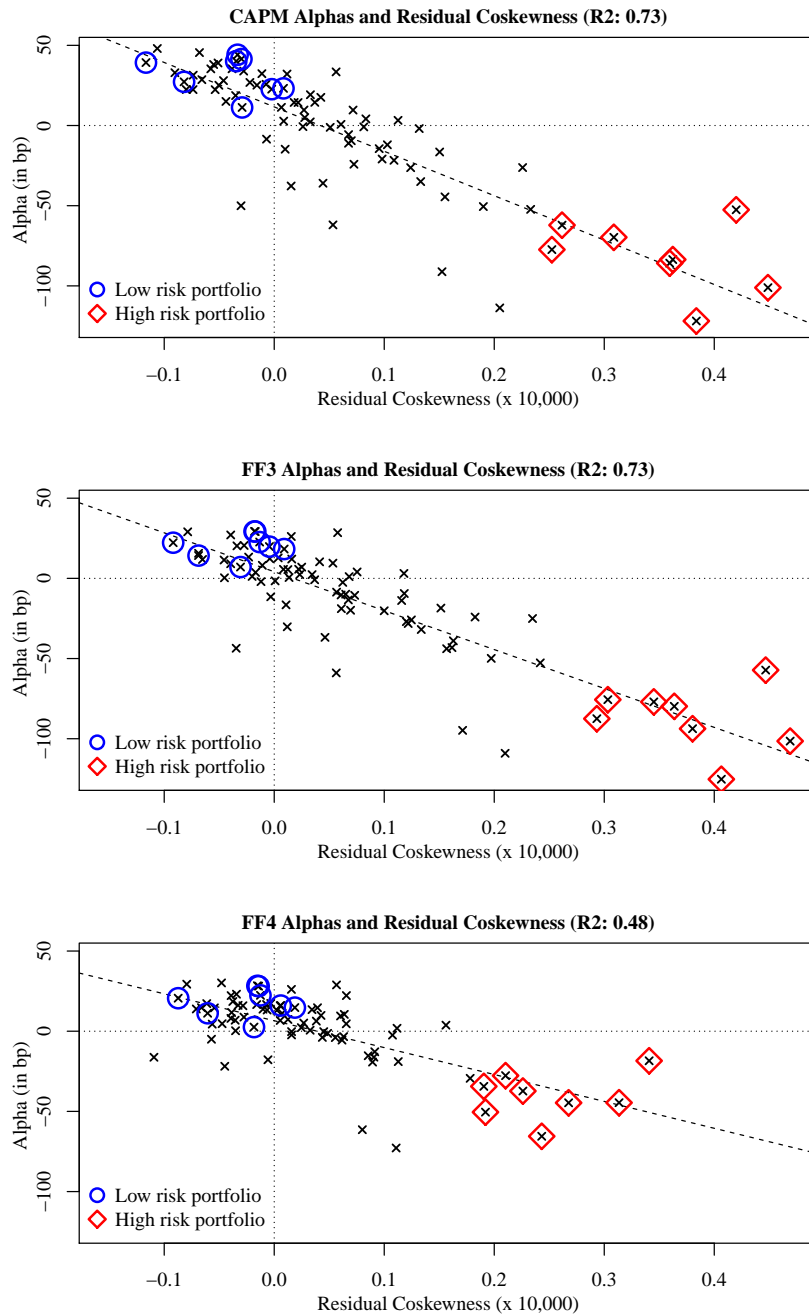 CAPM Alphas and Residual Coskewness (R2: 0.73)
50
0
−50
−100
Alpha (in bp)
Low risk portfolio
High risk portfolio
−0.1 0.0 0.1 0.2 0.3 0.4
Residual Coskewness (x 10,000)
FF3 Alphas and Residual Coskewness (R2: 0.73)
50
0
−50
−100
Alpha (in bp)
Low risk portfolio
High risk portfolio
−0.1 0.0 0.1 0.2 0.3 0.4
Residual Coskewness (x 10,000)
FF4 Alphas and Residual Coskewness (R2: 0.48)
50
0
−50
−100
Alpha (in bp)
Low risk portfolio
High risk portfolio
−0.1 0.0 0.1 0.2 0.3 0.4
Residual Coskewness (x 10,000)